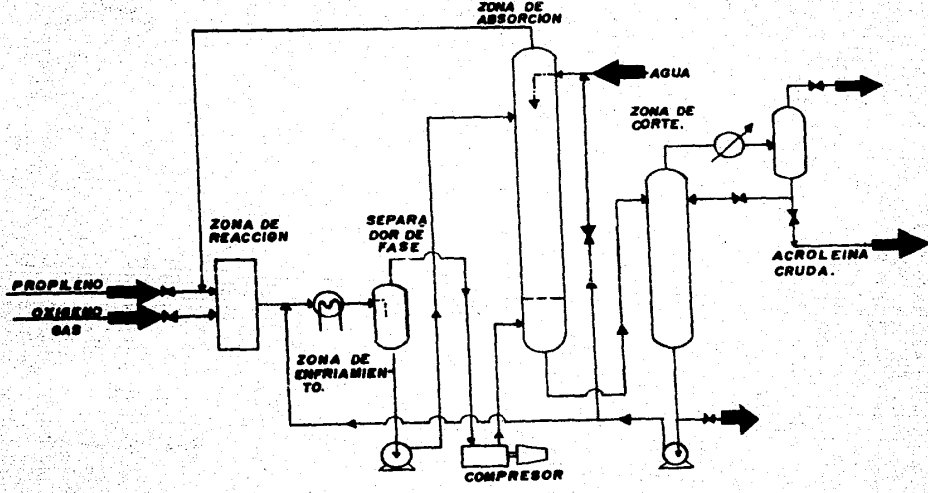 ZONA DE
ABSORCION
AGUA
ZONA DE
CORTE.
ZONA DE
REACCION
SEPARA
DOR DE
FASE
PROPILENO
OXIGENO
GAS
ACROLEINA
CRUDA.
ZONA DE
ENFRIAMIEN-
TO.
COMPRESOR